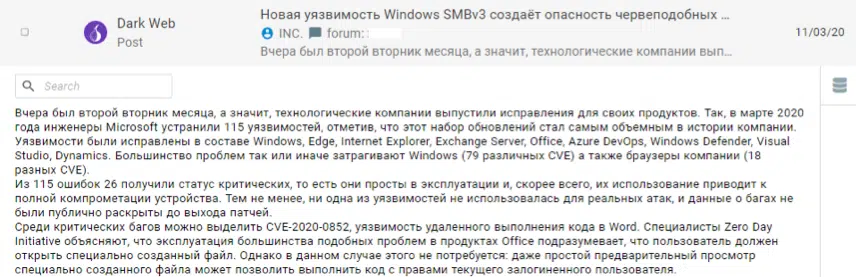 Dark Web
Post
Новая уязвимость Windows SMBv3 создаёт опасность червеподобных …
INC. forum:
Вчера был второй вторник месяца, а значит, технологические компании вып…
11/03/20
Search
Вчера был второй вторник месяца, а значит, технологические компании выпустили исправления для своих продуктов. Так, в марте 2020
года инженеры Microsoft устранили 115 уязвимостей, отметив, что этот набор обновлений стал самым объемным в истории компании.
Уязвимости были исправлены в составе Windows, Edge, Internet Explorer, Exchange Server, Office, Azure DevOps, Windows Defender, Visual
Studio, Dynamics. Большинство проблем так или иначе затрагивают Windows (79 различных CVE) а также браузеры компании (18
разных CVE).
Из 115 ошибок 26 получили статус критических, то есть они просты в эксплуатации и, скорее всего, их использование приводит к
полной компрометации устройства. Тем не менее, ни одна из уязвимостей не использовалась для реальных атак, и данные о багах не
были публично раскрыты до выхода патчей.
Среди критических багов можно выделить CVE-2020-0852, уязвимость удаленного выполнения кода в Word. Специалисты Zero Day
Initiative объясняют, что эксплуатация большинства подобных проблем в продуктах Office подразумевает, что пользователь должен
открыть специально созданный файл. Однако в данном случае этого не потребуется: даже простой предварительный просмотр
специально созданного файла может позволить выполнить код с правами текущего залогиненного пользователя.